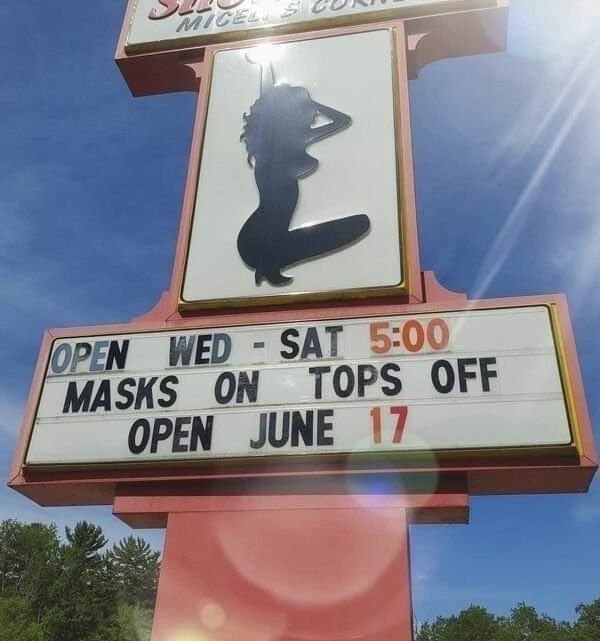 OPEN WED - SAT 5:00
MASKS ON TOPS OFF
OPEN JUNE 17